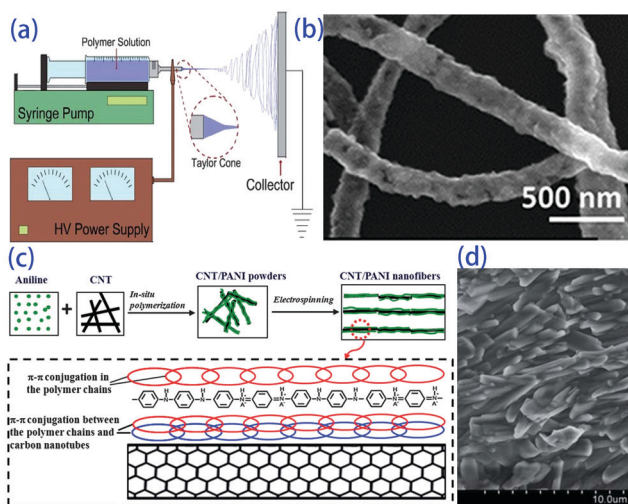 (a)
Polymer Solution
Syringe Pump
Taylor Cone
HV Power Supply
Collector
(b)
500 nm
(c)
Aniline
CNT
+
In-situ
polymerization
CNT/PANI powders
Electrospinning
CNT/PANI nanofibers
π-π conjugation in
the polymer chains
H
N
H
N
H
N
H
N
H
N
A
H
N
A
H
N
H
N
H
N
A
H
N
A
π-π conjugation between
the polymer chains and
carbon nanotubes
(d)
10.0um